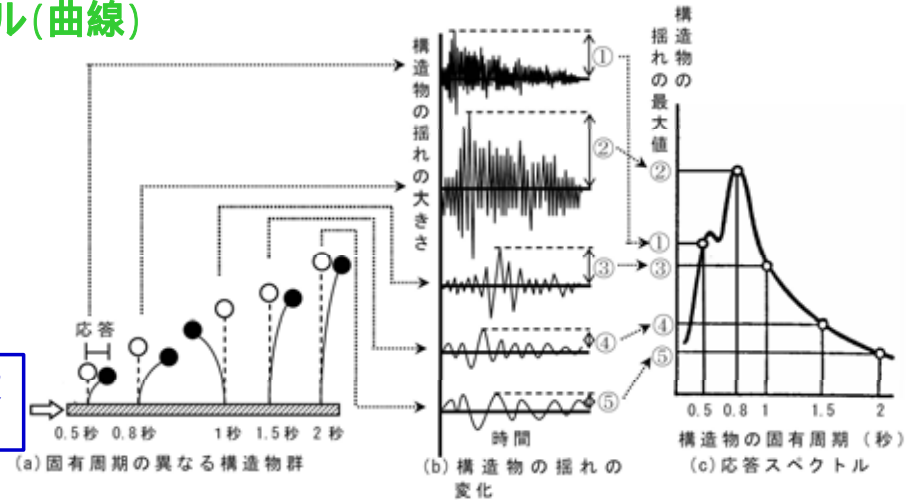 ル(曲線)
構造物の揺れの大きさ
①
②
③
④
⑤
時間
構造物の
揺れの最大値
②
①
③
④
⑤
0.5 0.8 1 1.5 2
構造物の固有周期(秒)
応答
0.5秒 0.8秒 1秒 1.5秒 2秒
(a)固有周期の異なる構造物群
(b)構造物の揺れの
変化
(c)応答スペクトル